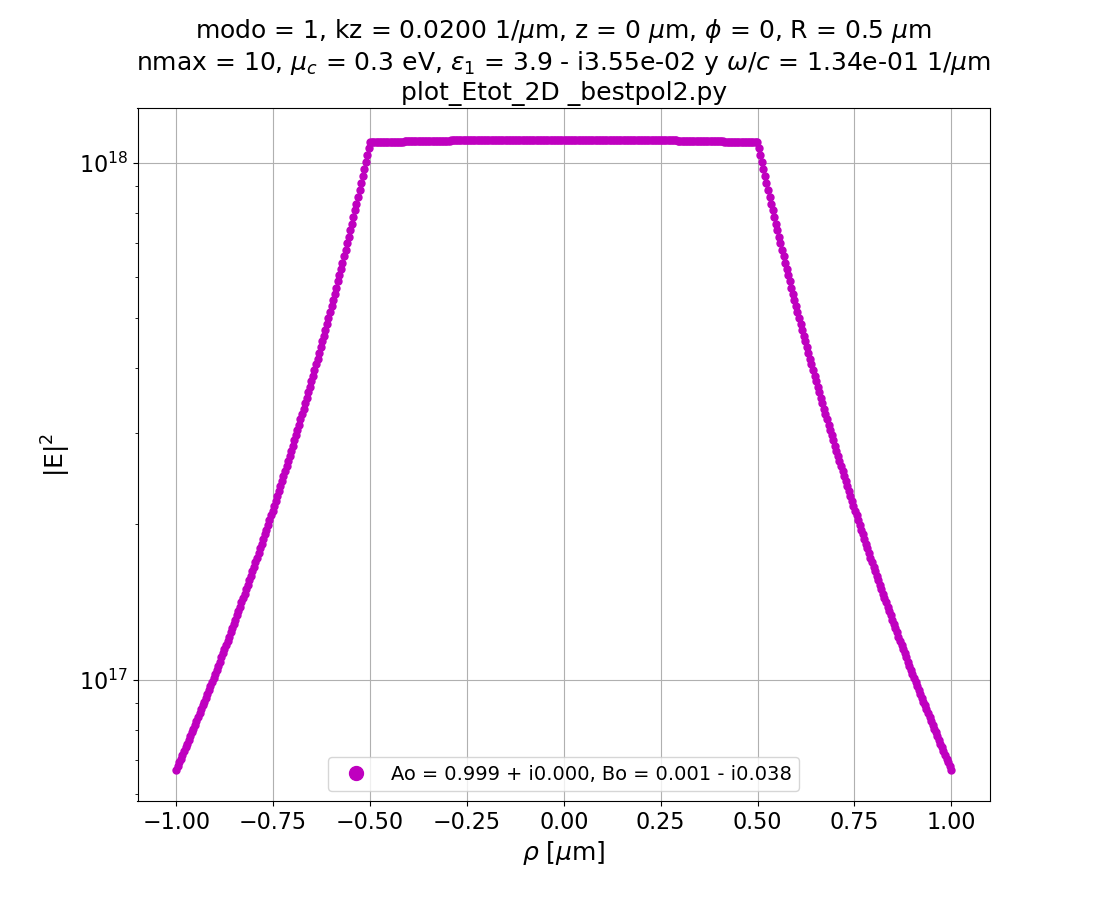 modo = 1, kz = 0.0200 1/μm, z = 0 μm, ϕ = 0, R = 0.5 μm
nmax = 10, μc = 0.3 eV, ε1 = 3.9 - i3.55e-02 y ω/c = 1.34e-01 1/μm
plot_Etot_2D _bestpol2.py
10^18
|E|^2
10^17
Ao = 0.999 + i0.000, Bo = 0.001 - i0.038
−1.00 −0.75 −0.50 −0.25 0.00 0.25 0.50 0.75 1.00
ρ [μm]